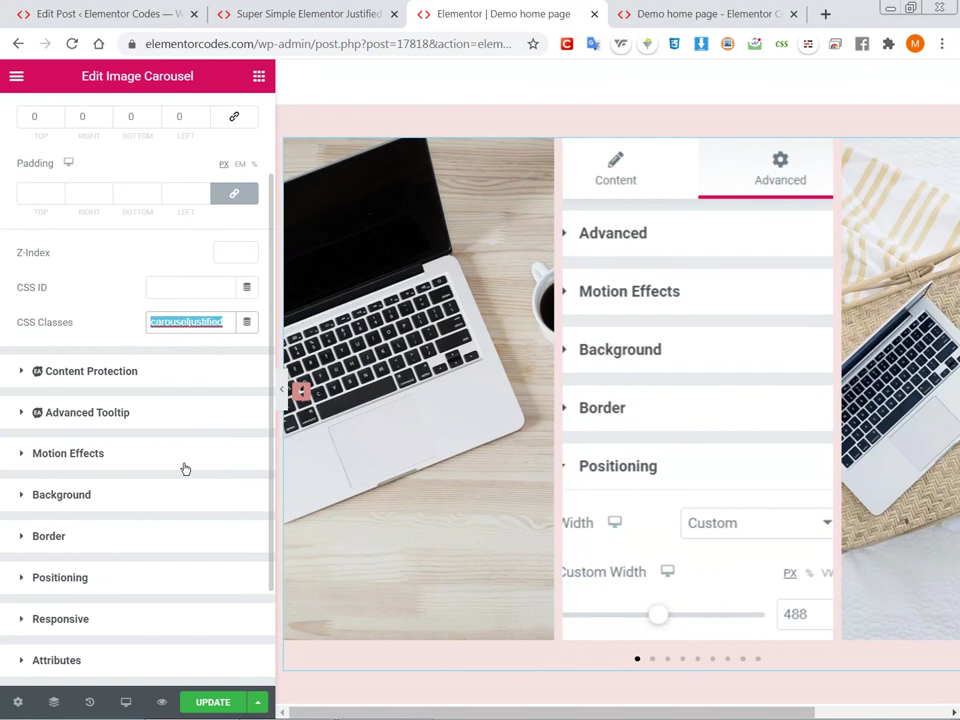 Edit Post ‹ Elementor Codes — W
Super Simple Elementor Justified
Elementor | Demo home page
Demo home page - Elementor C
elementorcodes.com/wp-admin/post.php?post=17818&action=elem...
CSS
M
Edit Image Carousel
0 0 0 0
TOP RIGHT BOTTOM LEFT
Padding PX EM %
TOP RIGHT BOTTOM LEFT
Z-Index
CSS ID
CSS Classes carouseljustified
Content Protection
Advanced Tooltip
Motion Effects
Background
Border
Positioning
Responsive
Attributes
UPDATE
Content Advanced
Advanced
Motion Effects
Background
Border
Positioning
Width Custom
Custom Width PX % VW
488